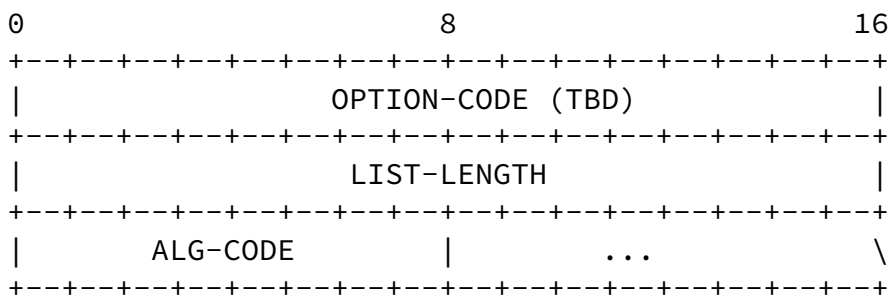 0                       8                      16
+--+--+--+--+--+--+--+--+--+--+--+--+--+--+--+--+
|                 OPTION-CODE (TBD)             |
+--+--+--+--+--+--+--+--+--+--+--+--+--+--+--+--+
|                  LIST-LENGTH                  |
+--+--+--+--+--+--+--+--+--+--+--+--+--+--+--+--+
|       ALG-CODE        |        ...            \
+--+--+--+--+--+--+--+--+--+--+--+--+--+--+--+--+